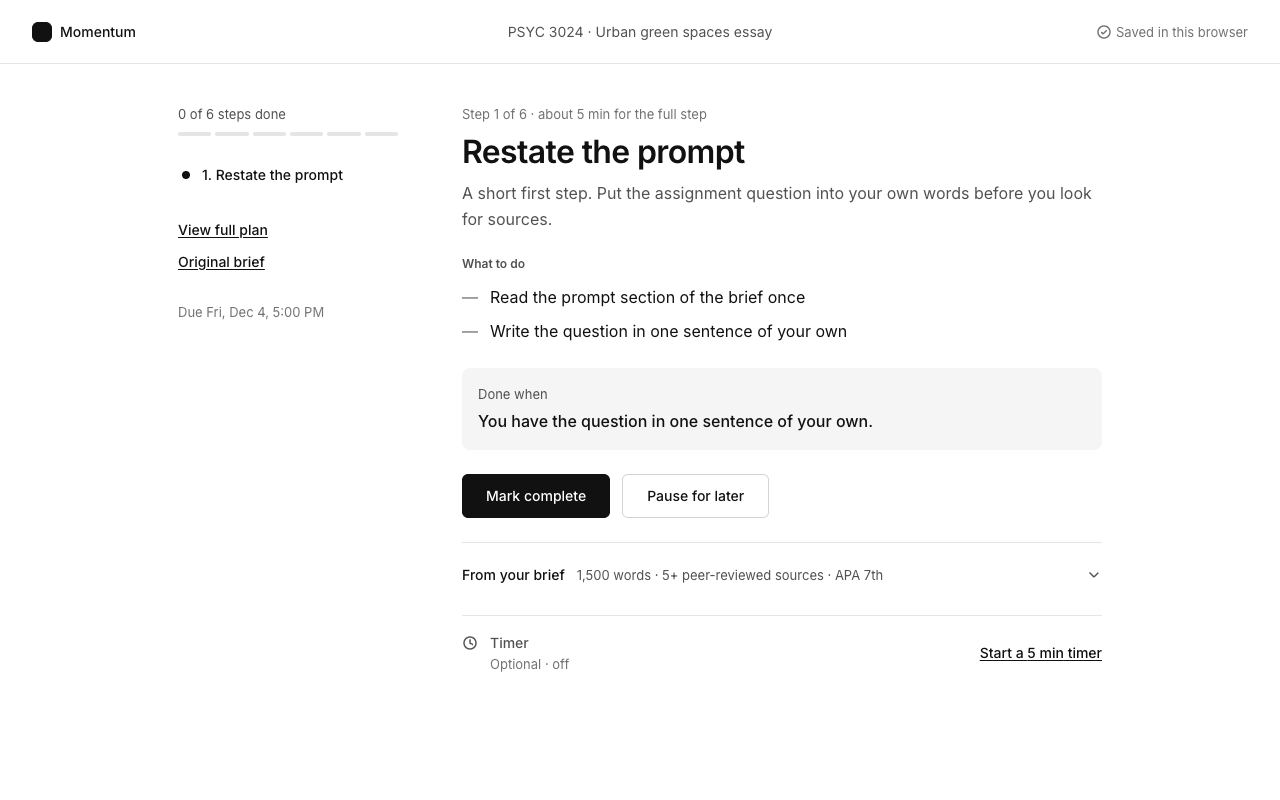 Momentum
PSYC 3024 · Urban green spaces essay
Saved in this browser
0 of 6 steps done
1. Restate the prompt
View full plan
Original brief
Due Fri, Dec 4, 5:00 PM
Step 1 of 6 · about 5 min for the full step
Restate the prompt
A short first step. Put the assignment question into your own words before you look
for sources.
What to do
— Read the prompt section of the brief once
— Write the question in one sentence of your own
Done when
You have the question in one sentence of your own.
Mark complete
Pause for later
From your brief 1,500 words · 5+ peer-reviewed sources · APA 7th
Timer
Optional · off
Start a 5 min timer